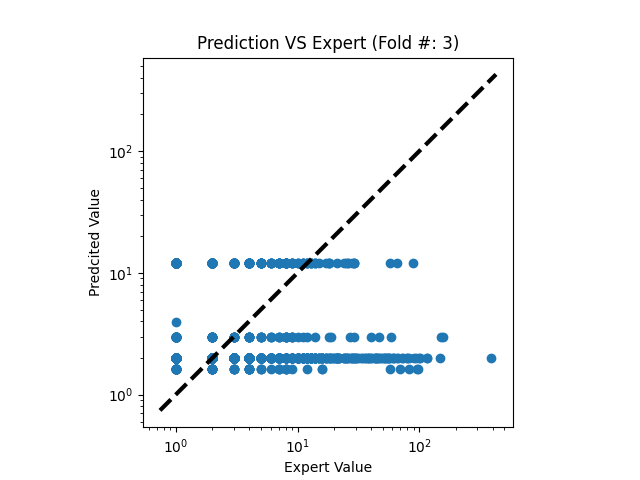 Prediction VS Expert (Fold #: 3)
Predcited Value
10²
10¹
10⁰
10⁰ 10¹ 10²
Expert Value